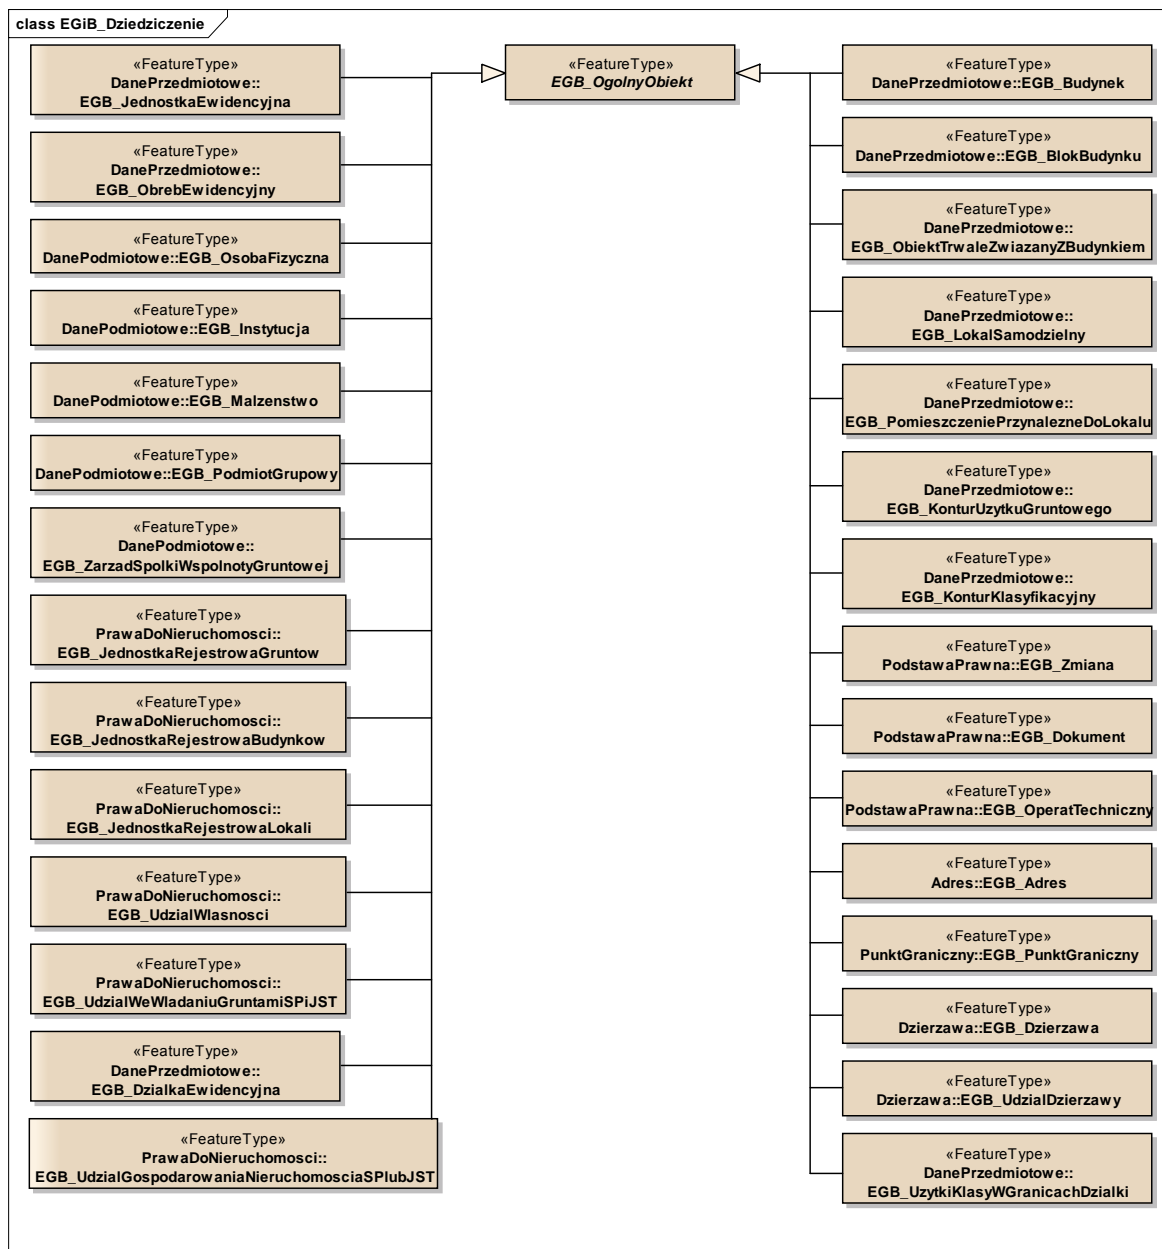 class EGiB_Dziedziczenie
«FeatureType»
DanePrzedmiotowe::
EGB_JednostkaEwidencyjna
«FeatureType»
DanePrzedmiotowe::
EGB_ObrebEwidencyjny
«FeatureType»
DanePodmiotowe::EGB_OsobaFizyczna
«FeatureType»
DanePodmiotowe::EGB_Instytucja
«FeatureType»
DanePodmiotowe::EGB_Malzenstwo
«FeatureType»
DanePodmiotowe::EGB_PodmiotGrupowy
«FeatureType»
DanePodmiotowe::
EGB_ZarzadSpolkiWspolnotyGruntowej
«FeatureType»
PrawaDoNieruchomosci::
EGB_JednostkaRejestrowaGruntow
«FeatureType»
PrawaDoNieruchomosci::
EGB_JednostkaRejestrowaBudynkow
«FeatureType»
PrawaDoNieruchomosci::
EGB_JednostkaRejestrowaLokali
«FeatureType»
PrawaDoNieruchomosci::
EGB_UdzialWlasnosci
«FeatureType»
PrawaDoNieruchomosci::
EGB_UdzialWeWladaniuGruntamiSPiJST
«FeatureType»
DanePrzedmiotowe::
EGB_DzialkaEwidencyjna
«FeatureType»
PrawaDoNieruchomosci::
EGB_UdzialGospodarowaniaNieruchomosciaSPlubJST
«FeatureType»
EGB_OgolnyObiekt
«FeatureType»
DanePrzedmiotowe::EGB_Budynek
«FeatureType»
DanePrzedmiotowe::EGB_BlokBudynku
«FeatureType»
DanePrzedmiotowe::
EGB_ObiektTrwaleZwiazanyZBudynkiem
«FeatureType»
DanePrzedmiotowe::
EGB_LokalSamodzielny
«FeatureType»
DanePrzedmiotowe::
EGB_PomieszczeniePrzynalezneDoLokalu
«FeatureType»
DanePrzedmiotowe::
EGB_KonturUzytkuGruntowego
«FeatureType»
DanePrzedmiotowe::
EGB_KonturKlasyfikacyjny
«FeatureType»
PodstawaPrawna::EGB_Zmiana
«FeatureType»
PodstawaPrawna::EGB_Dokument
«FeatureType»
PodstawaPrawna::EGB_OperatTechniczny
«FeatureType»
Adres::EGB_Adres
«FeatureType»
PunktGraniczny::EGB_PunktGraniczny
«FeatureType»
Dzierzawa::EGB_Dzierzawa
«FeatureType»
Dzierzawa::EGB_UdzialDzierzawy
«FeatureType»
DanePrzedmiotowe::
EGB_UzytkiKlasyWGranicachDzialki